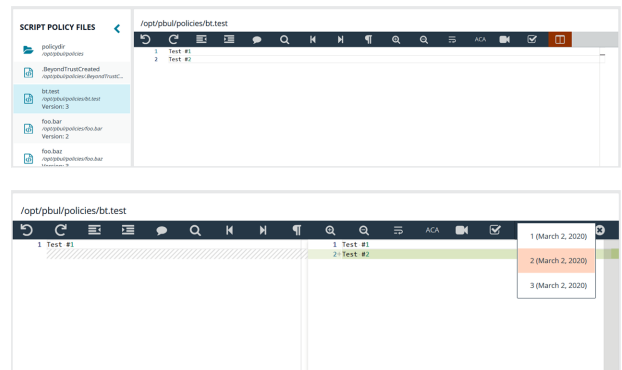 SCRIPT POLICY FILES
policydir
/opt/pbul/policies
.BeyondTrustCreated
/opt/pbul/policies/.BeyondTrustC...
bt.test
/opt/pbul/policies/bt.test
Version: 3
foo.bar
/opt/pbul/policies/foo.bar
Version: 2
foo.baz
/opt/pbul/policies/foo.baz
/opt/pbul/policies/bt.test
ACA
1 Test #1
2 Test #2
/opt/pbul/policies/bt.test
ACA
1 Test #1
1 Test #1
2+Test #2
1 (March 2, 2020)
2 (March 2, 2020)
3 (March 2, 2020)